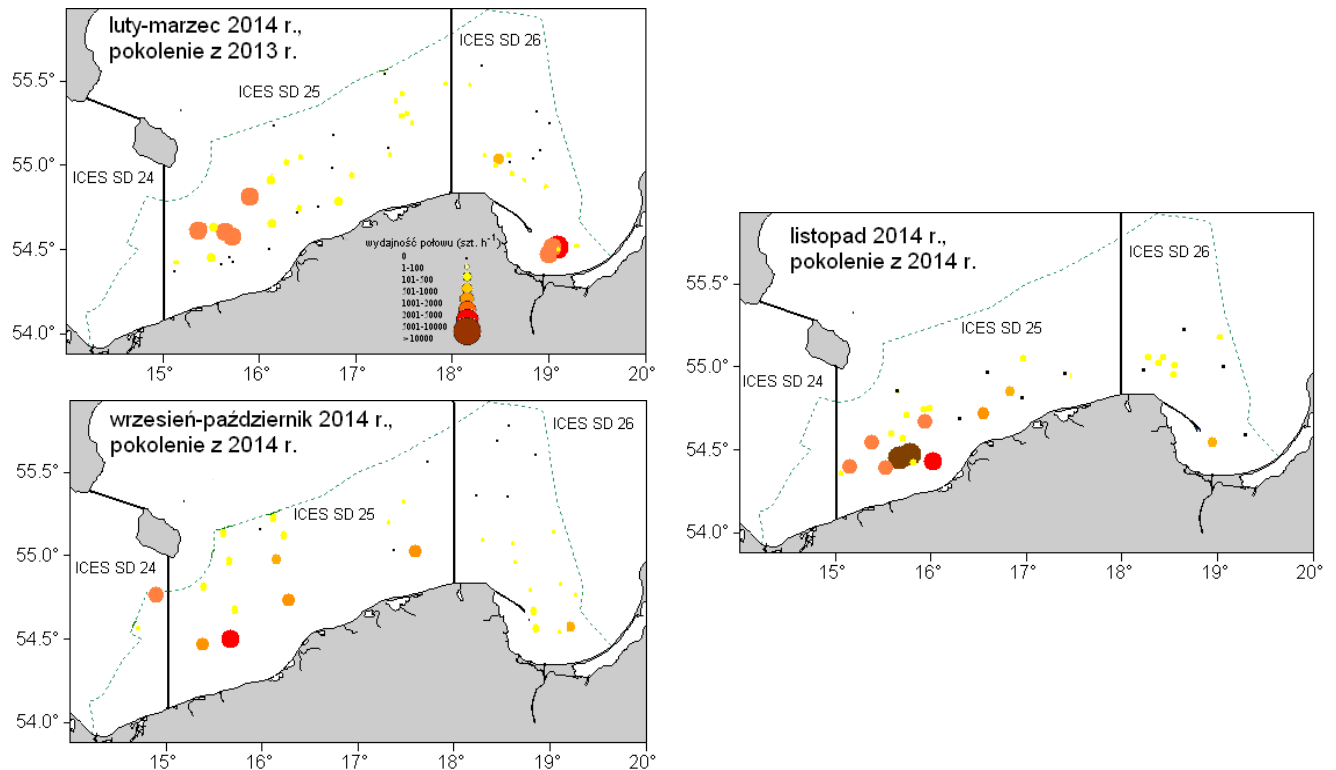 luty-marzec 2014 r.,
pokolenie z 2013 r.
ICES SD 26
ICES SD 25
ICES SD 24
55.5°
55.0°
54.5°
54.0°
wydajność połowu (szt. h-1)
0
1-100
101-500
501-1000
1001-2000
2001-5000
5001-10000
>10000
15°
16°
17°
18°
19°
20°
wrzesień-październik 2014 r.,
pokolenie z 2014 r.
ICES SD 26
ICES SD 25
ICES SD 24
55.5°
55.0°
54.5°
54.0°
15°
16°
17°
18°
19°
20°
listopad 2014 r.,
pokolenie z 2014 r.
ICES SD 26
ICES SD 25
ICES SD 24
55.5°
55.0°
54.5°
54.0°
15°
16°
17°
18°
19°
20°